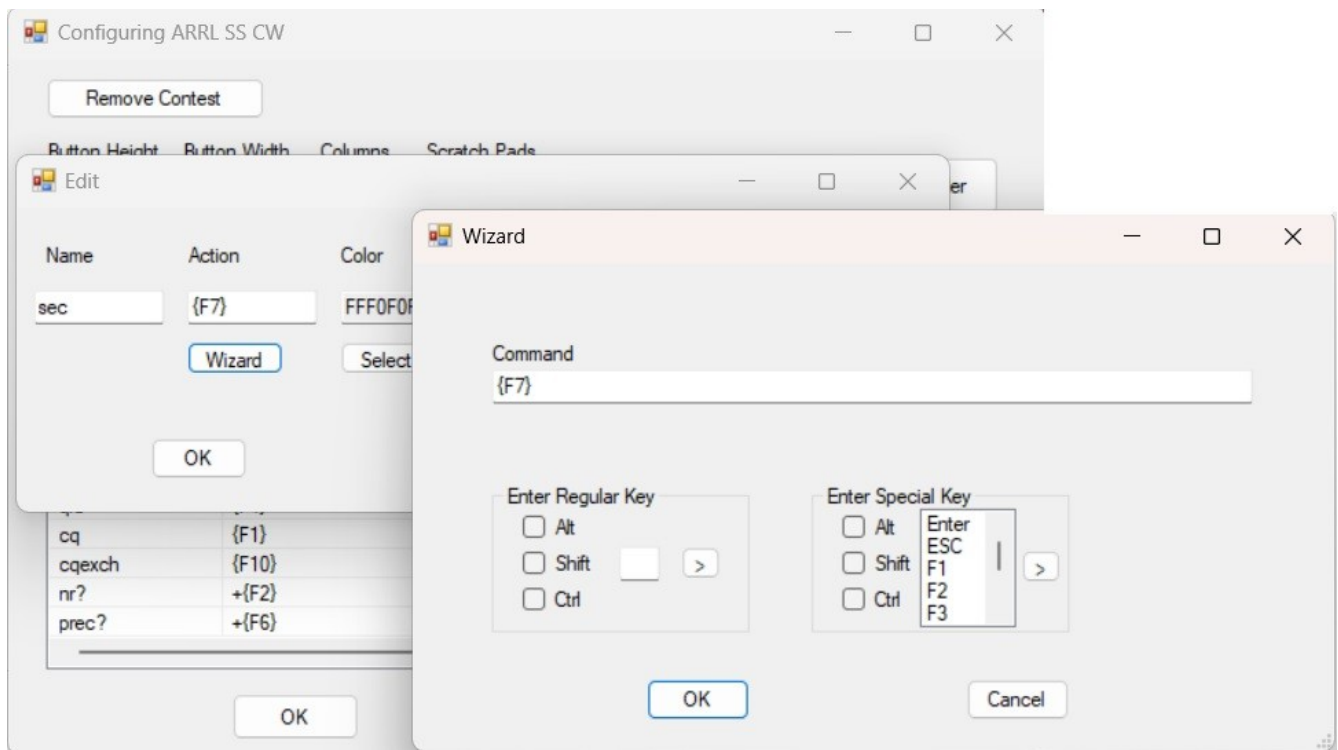 Configuring ARRL SS CW
Remove Contest
Button Height Button Width Columns Scratch Pads
er
Edit
Name Action Color
sec {F7} FFF0F0F
Wizard Select
OK
cq {F1}
cqexch {F10}
nr? +{F2}
prec? +{F6}
OK
Wizard
Command
{F7}
Enter Regular Key
Alt
Shift >
Ctrl
Enter Special Key
Alt
Shift
Ctrl
Enter
ESC
F1
F2
F3
>
OK Cancel